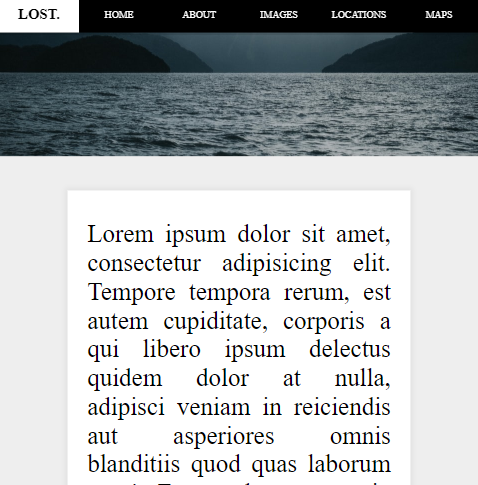 LOST. HOME ABOUT IMAGES LOCATIONS MAPS
Lorem ipsum dolor sit amet,
consectetur adipisicing elit.
Tempore tempora rerum, est
autem cupiditate, corporis a
qui libero ipsum delectus
quidem dolor at nulla,
adipisci veniam in reiciendis
aut asperiores omnis
blanditiis quod quas laborum